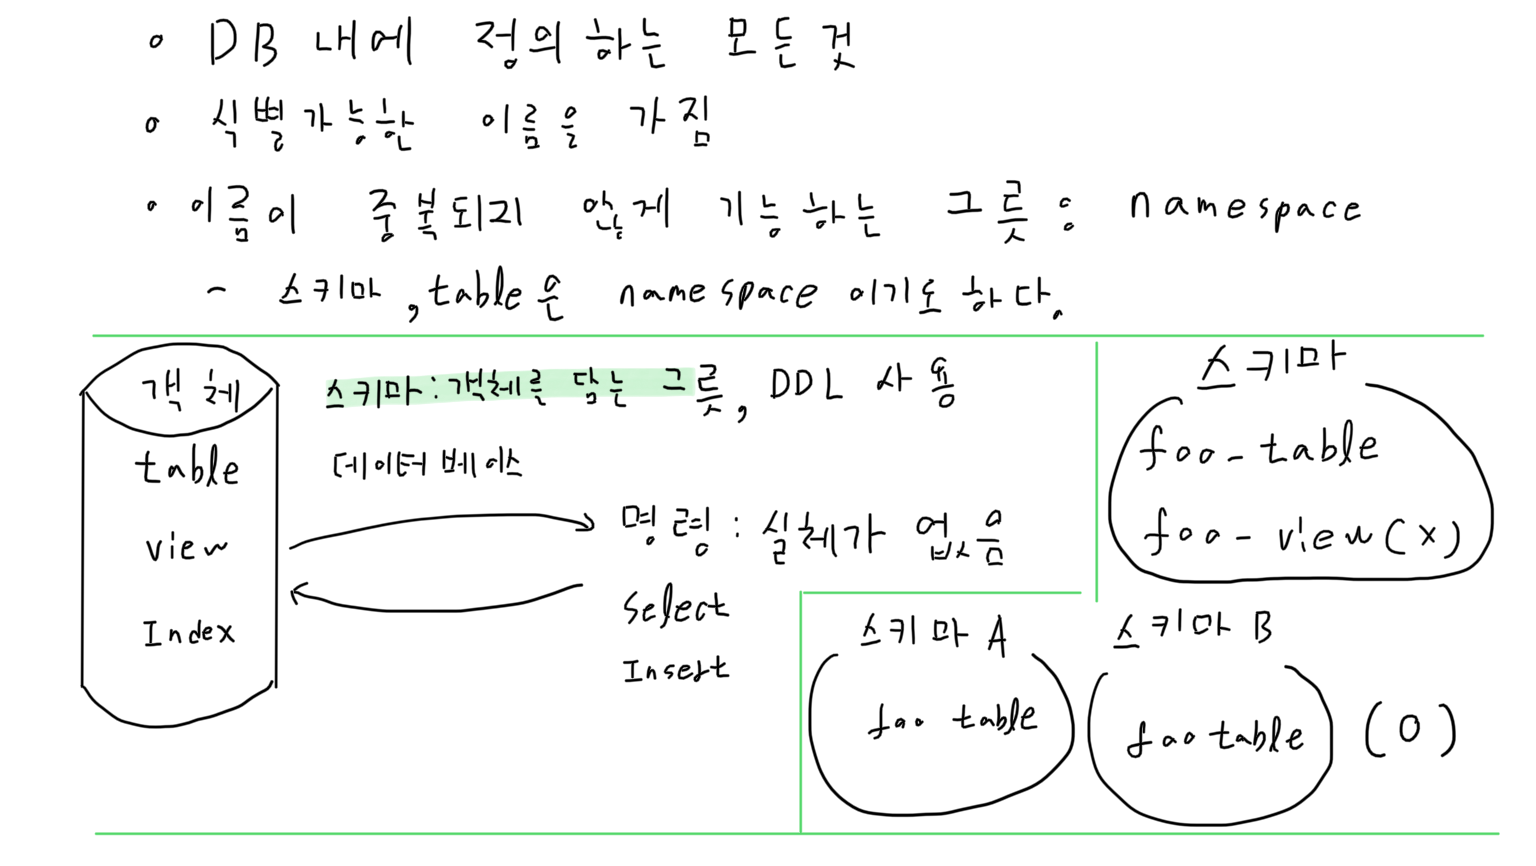 • DB 내에 정의하는 모든것
• 식별가능한 이름을 가짐
• 이름이 중복되지 않게 기능하는 그릇 : namespace
- 스키마, table은 namespace 이기도 하다.
객체
table
view
Index
스키마 : 객체를 담는 그릇, DDL 사용
데이터 베이스
명령 : 실체가 없음
select
Insert
스키마
foo - table
foo - view (x)
스키마 A
foo table
스키마 B
foo table
(O)